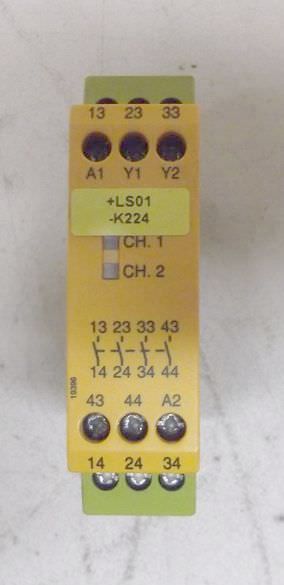 13 23 33
A1 Y1 Y2
+LS01
-K224
CH. 1
CH. 2
13 23 33 43
14 24 34 44
19396
43 44 A2
14 24 34